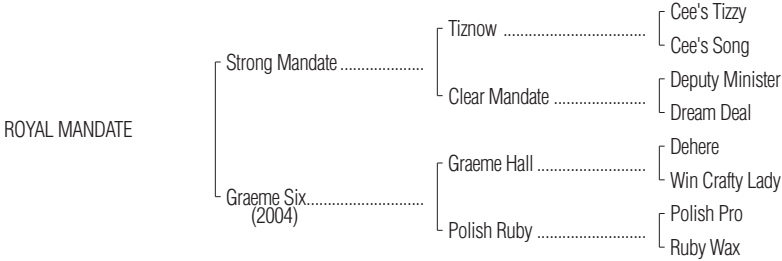 Cee's Tizzy
Tiznow ................................
Cee's Song
Strong Mandate ...................
Deputy Minister
Clear Mandate ....................
Dream Deal
ROYAL MANDATE
Dehere
Graeme Hall ........................
Win Crafty Lady
Graeme Six..........................
(2004)
Polish Pro
Polish Ruby ........................
Ruby Wax